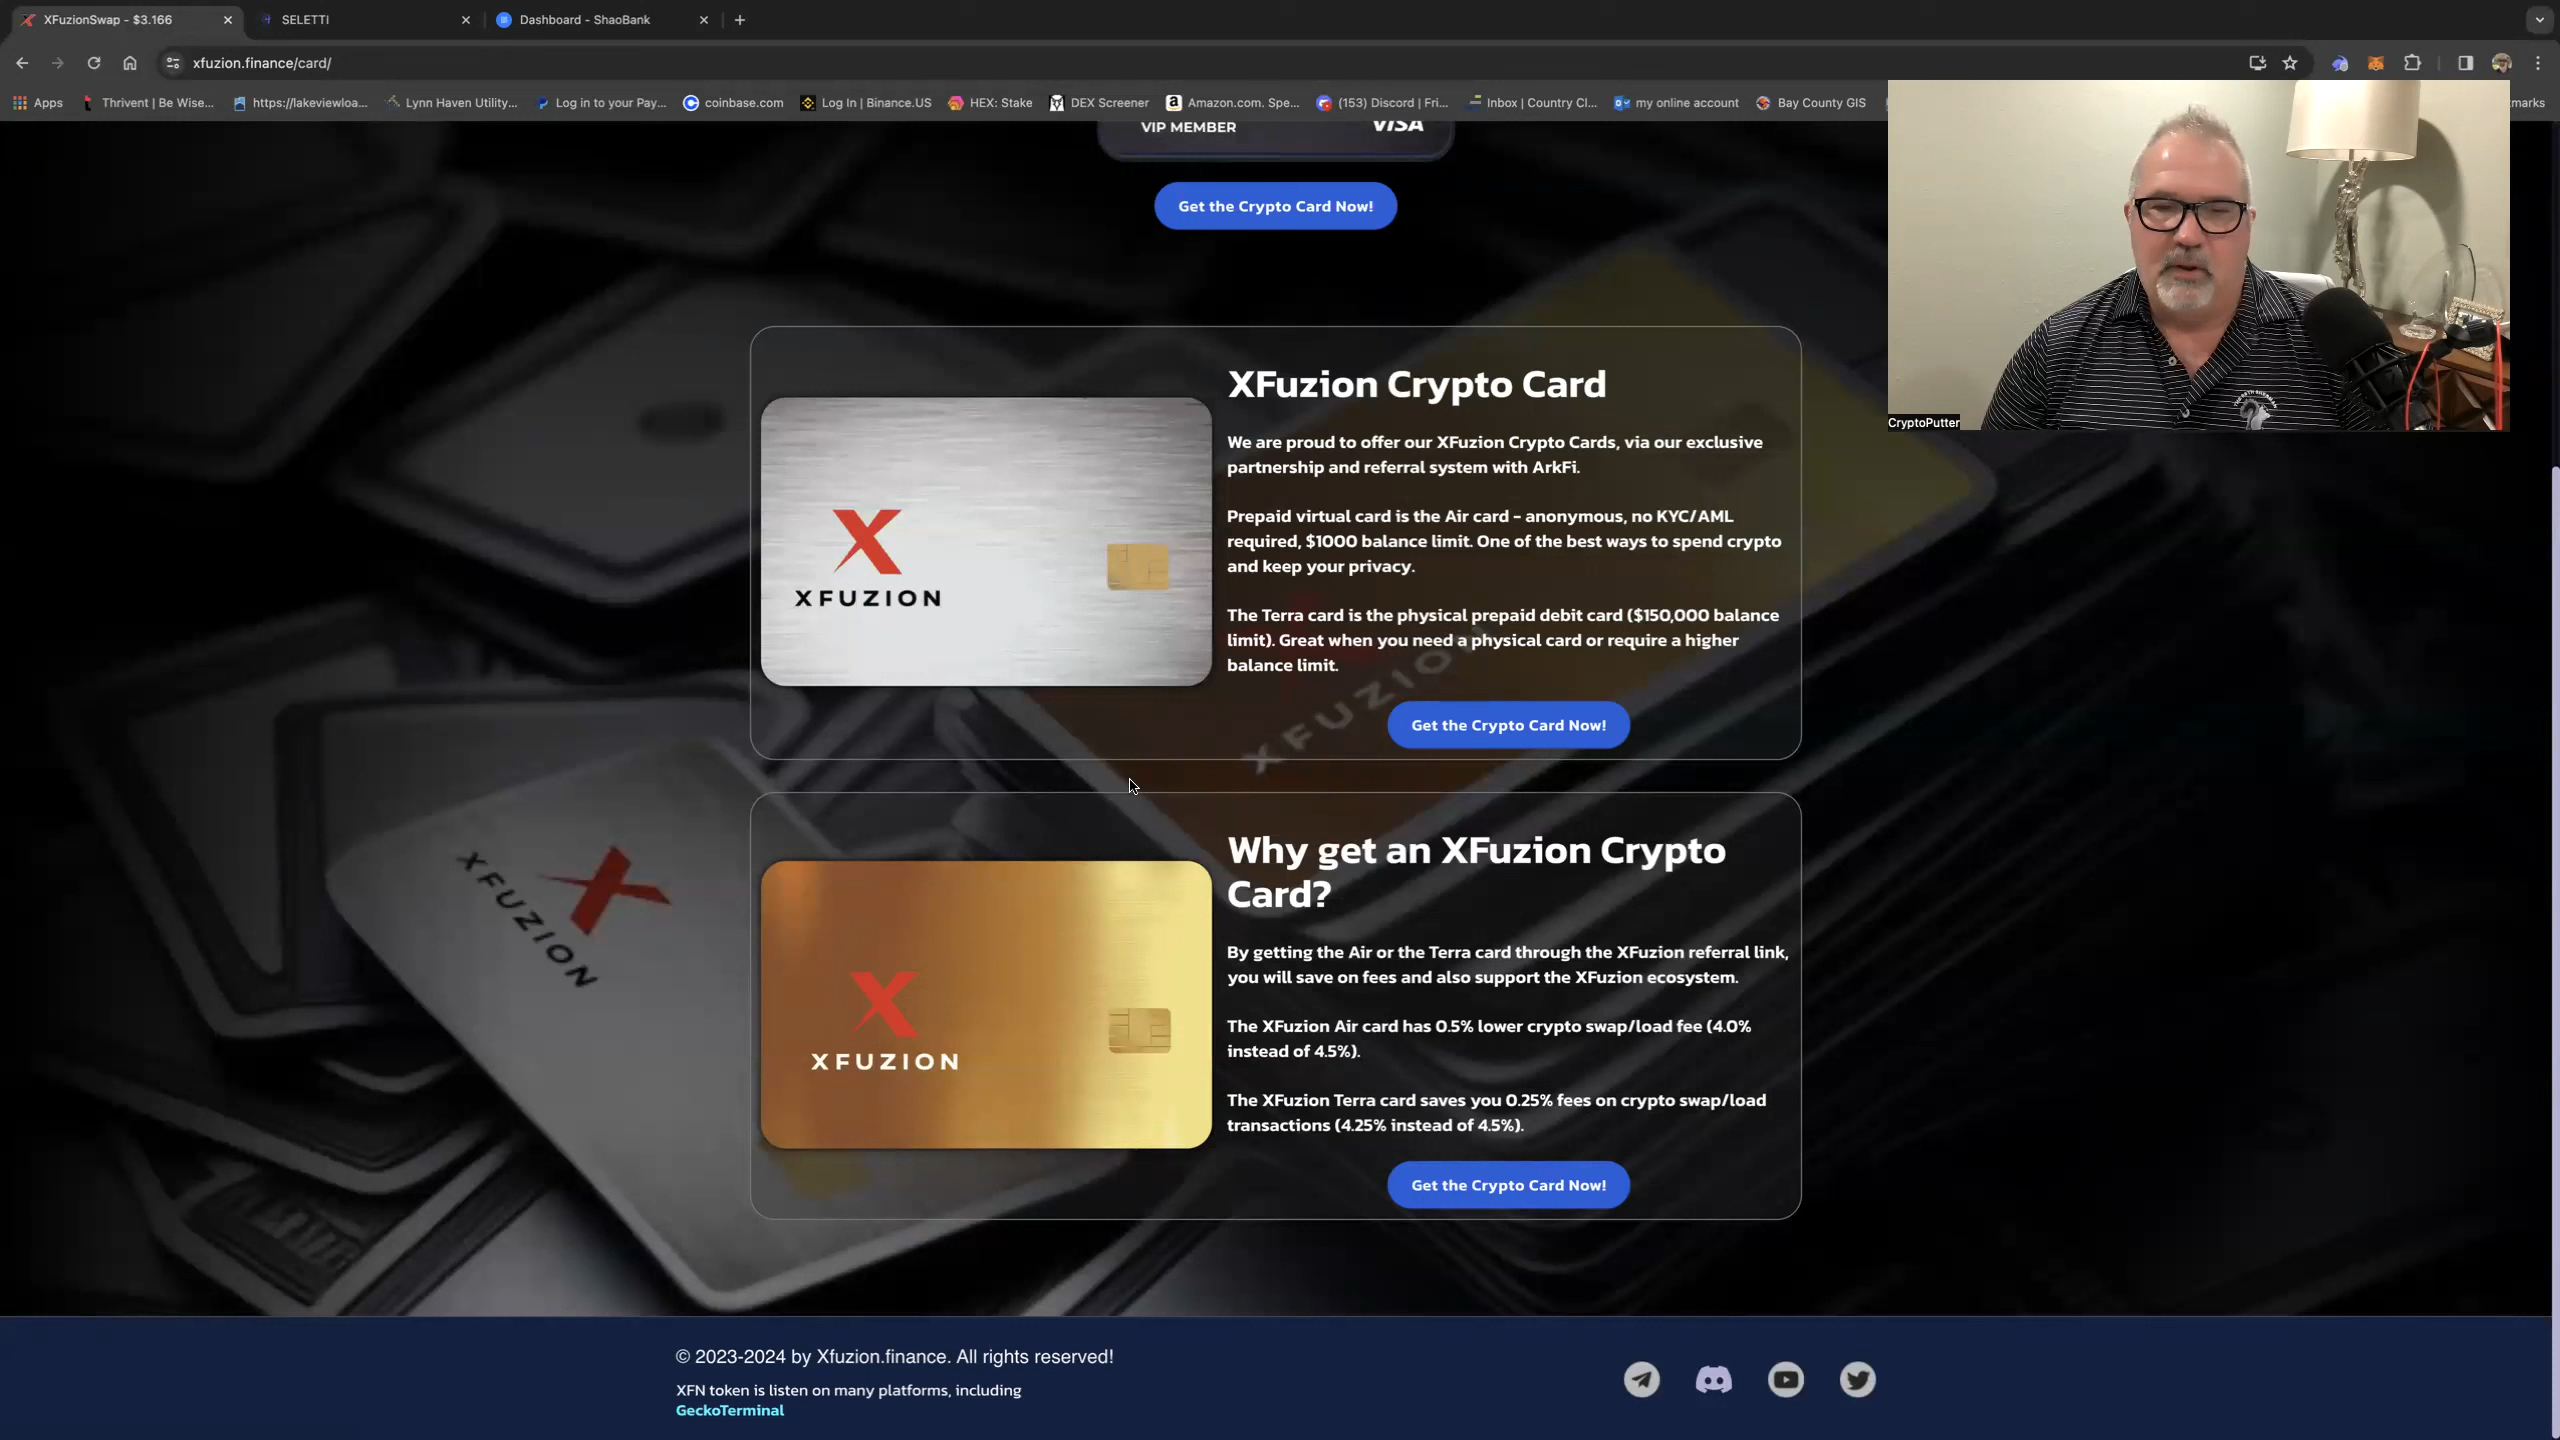 XFuzionSwap - $3.166
SELETTI
Dashboard - ShaoBank
xfuzion.finance/card/
Apps
Thrivent | Be Wise...
https://lakeviewloa...
Lynn Haven Utility...
Log in to your Pay...
coinbase.com
Log In | Binance.US
HEX: Stake
DEX Screener
Amazon.com. Spe...
(153) Discord | Fri...
Inbox | Country Cl...
my online account
Bay County GIS
VIP MEMBER
VISA
Get the Crypto Card Now!
CryptoPutter
XFuzion Crypto Card
We are proud to offer our XFuzion Crypto Cards, via our exclusive
partnership and referral system with ArkFi.
Prepaid virtual card is the Air card - anonymous, no KYC/AML
required, $1000 balance limit. One of the best ways to spend crypto
and keep your privacy.
The Terra card is the physical prepaid debit card ($150,000 balance
limit). Great when you need a physical card or require a higher
balance limit.
Get the Crypto Card Now!
X
XFUZION
XFUZION
XFUZION
Why get an XFuzion Crypto
Card?
By getting the Air or the Terra card through the XFuzion referral link,
you will save on fees and also support the XFuzion ecosystem.
The XFuzion Air card has 0.5% lower crypto swap/load fee (4.0%
instead of 4.5%).
The XFuzion Terra card saves you 0.25% fees on crypto swap/load
transactions (4.25% instead of 4.5%).
Get the Crypto Card Now!
X
XFUZION
© 2023-2024 by Xfuzion.finance. All rights reserved!
XFN token is listen on many platforms, including
GeckoTerminal